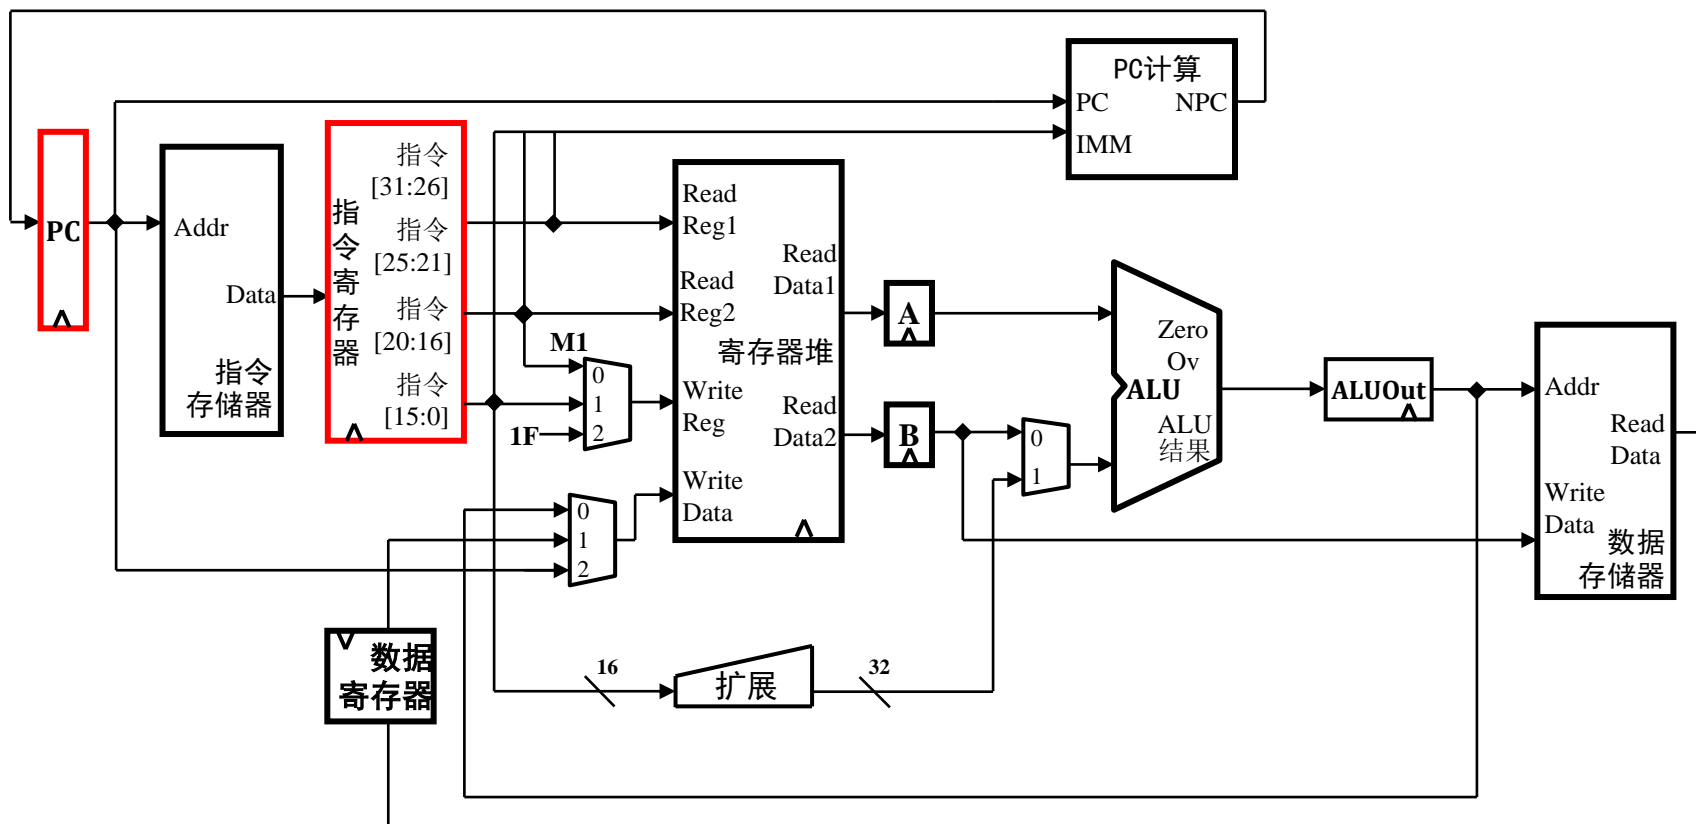 PC计算
PC
NPC
IMM
PC
Addr
Data
指令
存储器
指令寄存器
指令
[31:26]
指令
[25:21]
指令
[20:16]
指令
[15:0]
M1
0
1
2
1F
0
1
2
Read
Reg1
Read
Reg2
Read
Data1
寄存器堆
Write
Reg
Read
Data2
Write
Data
A
B
0
1
Zero
Ov
ALU
ALU
结果
ALUOut
Addr
Read
Data
Write
Data
数据
存储器
数据
寄存器
16
扩展
32